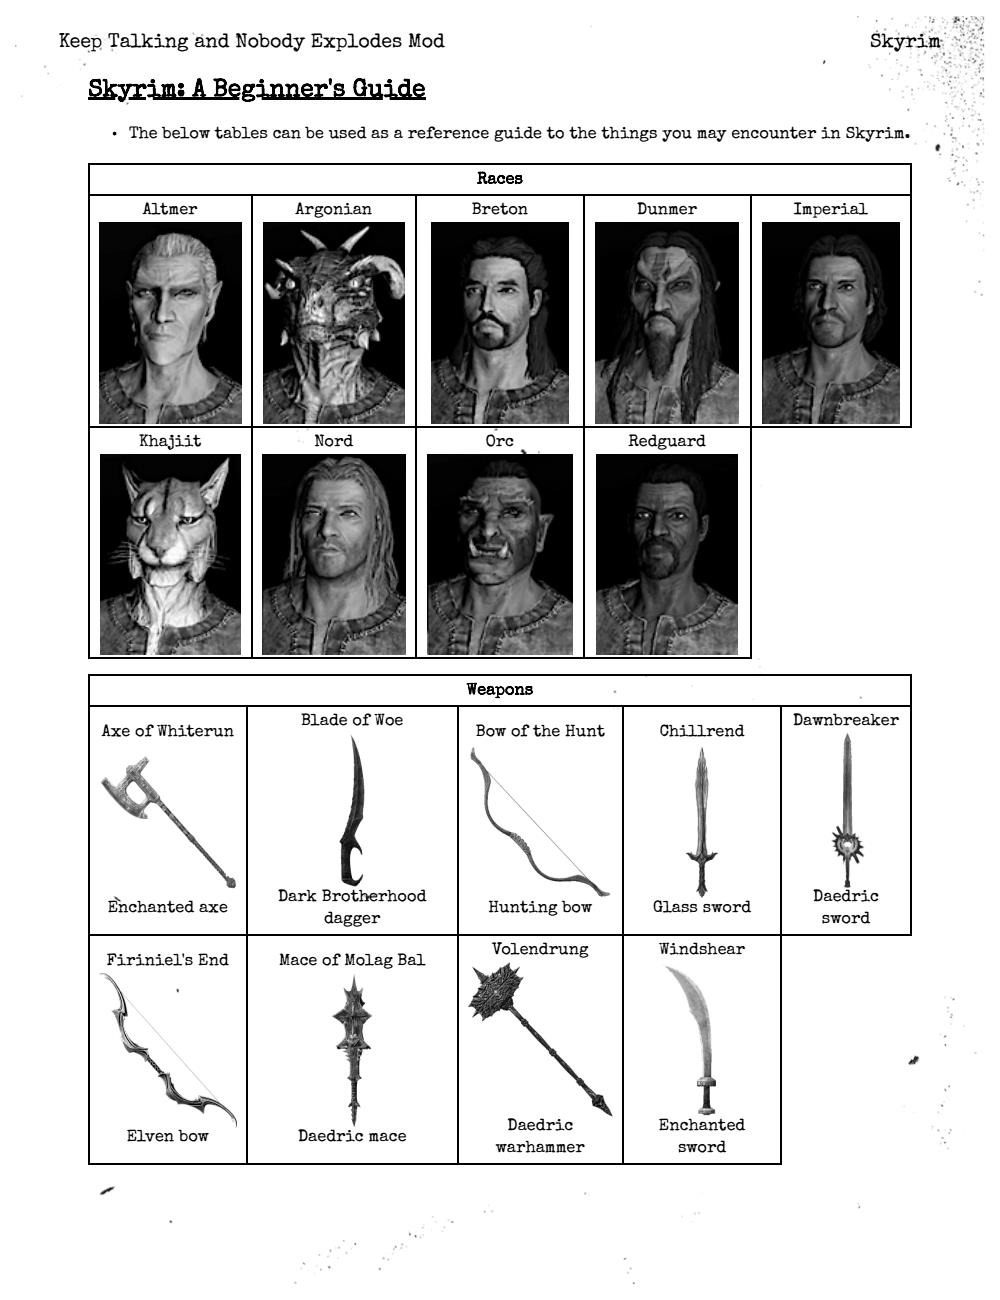 Keep Talking and Nobody Explodes Mod
Skyrim
Skyrim: A Beginner's Guide
• The below tables can be used as a reference guide to the things you may encounter in Skyrim.
Races
Altmer
Argonian
Breton
Dunmer
Imperial
Khajiit
Nord
Orc
Redguard
Weapons
Axe of Whiterun
Enchanted axe
Blade of Woe
Dark Brotherhood
dagger
Bow of the Hunt
Hunting bow
Chillrend
Glass sword
Dawnbreaker
Daedric
sword
Firiniel's End
Elven bow
Mace of Molag Bal
Daedric mace
Volendrung
Daedric
warhammer
Windshear
Enchanted
sword